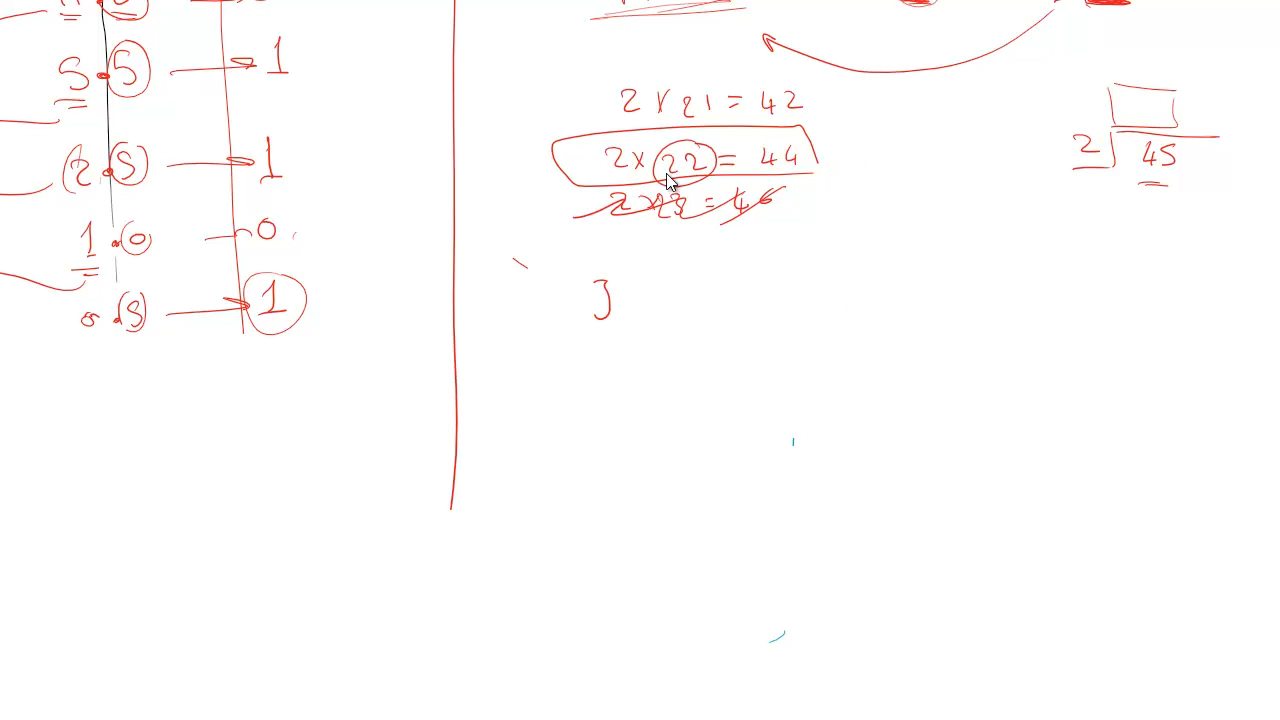 5.5 → 1
2.5 → 1
1.0 - 0
0.5 → 1
2 x 21 = 42
2 x 22 = 44
2 x 23 = 46
2 45